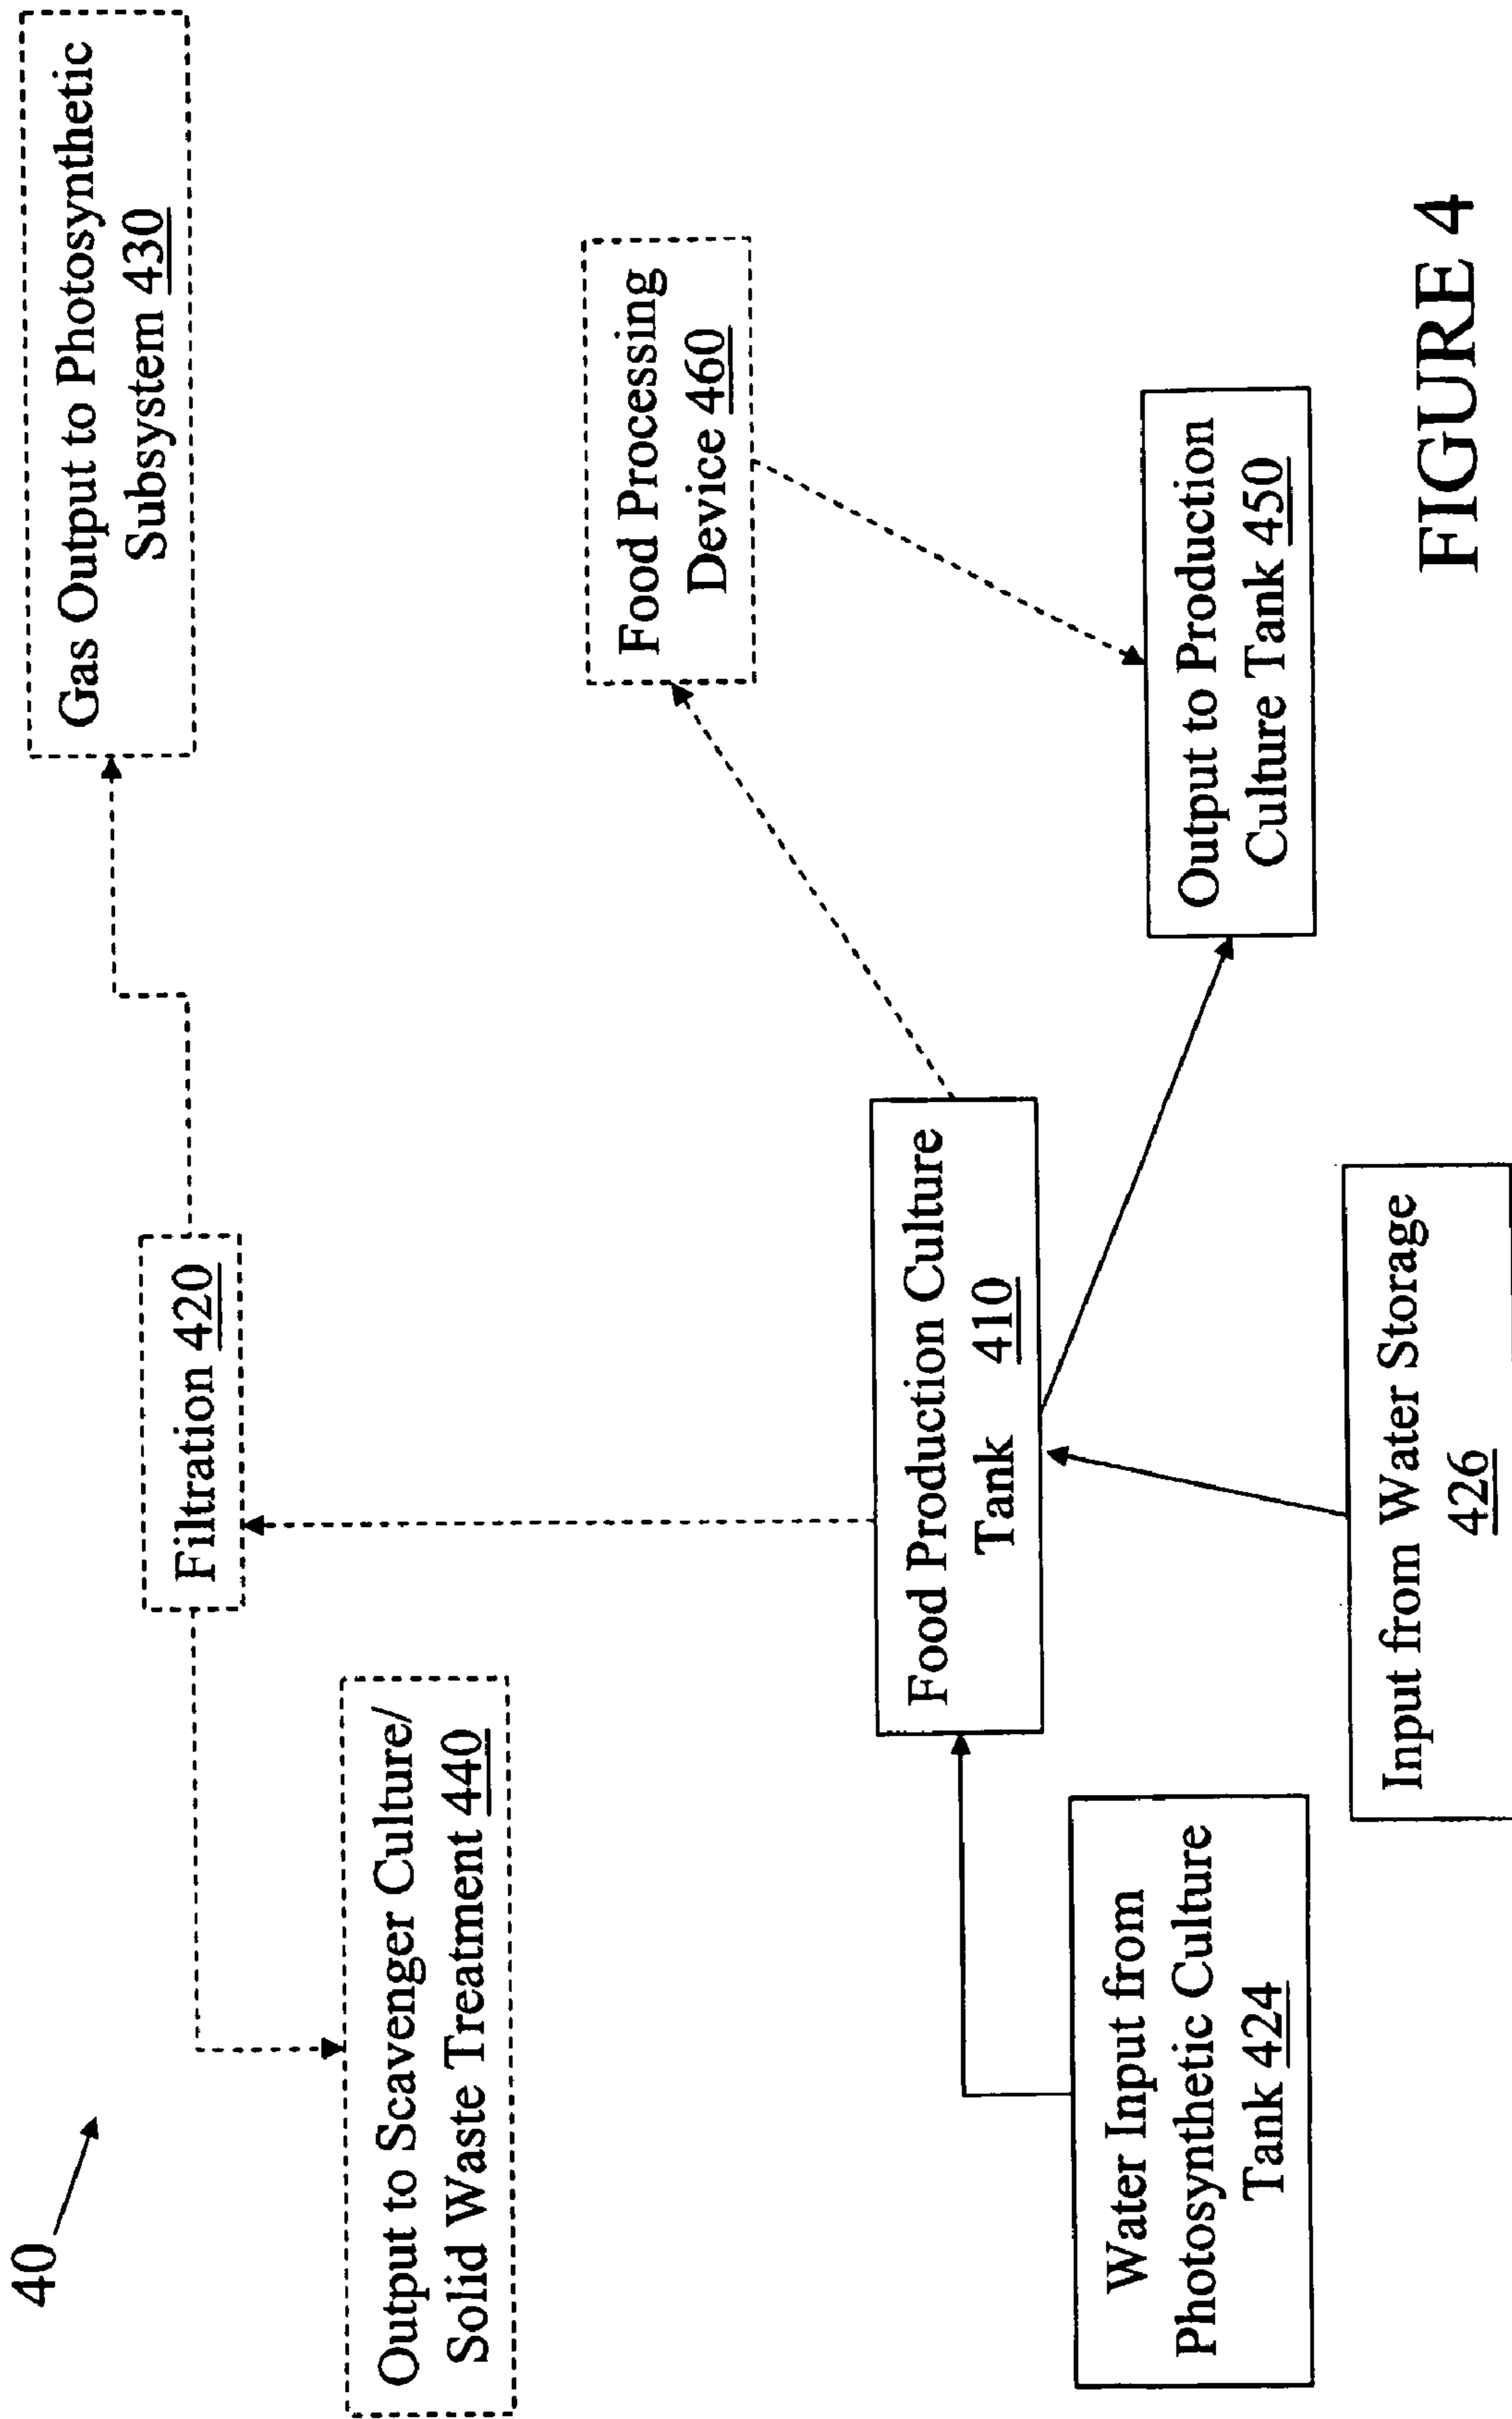 40
Gas Output to Photosynthetic
Subsystem 430
Filtration 420
Output to Scavenger Culture/
Solid Waste Treatment 440
Food Processing
Device 460
Food Production Culture
Tank 410
Water Input from
Photosynthetic Culture
Tank 424
Output to Production
Culture Tank 450
Input from Water Storage
426
FIGURE 4